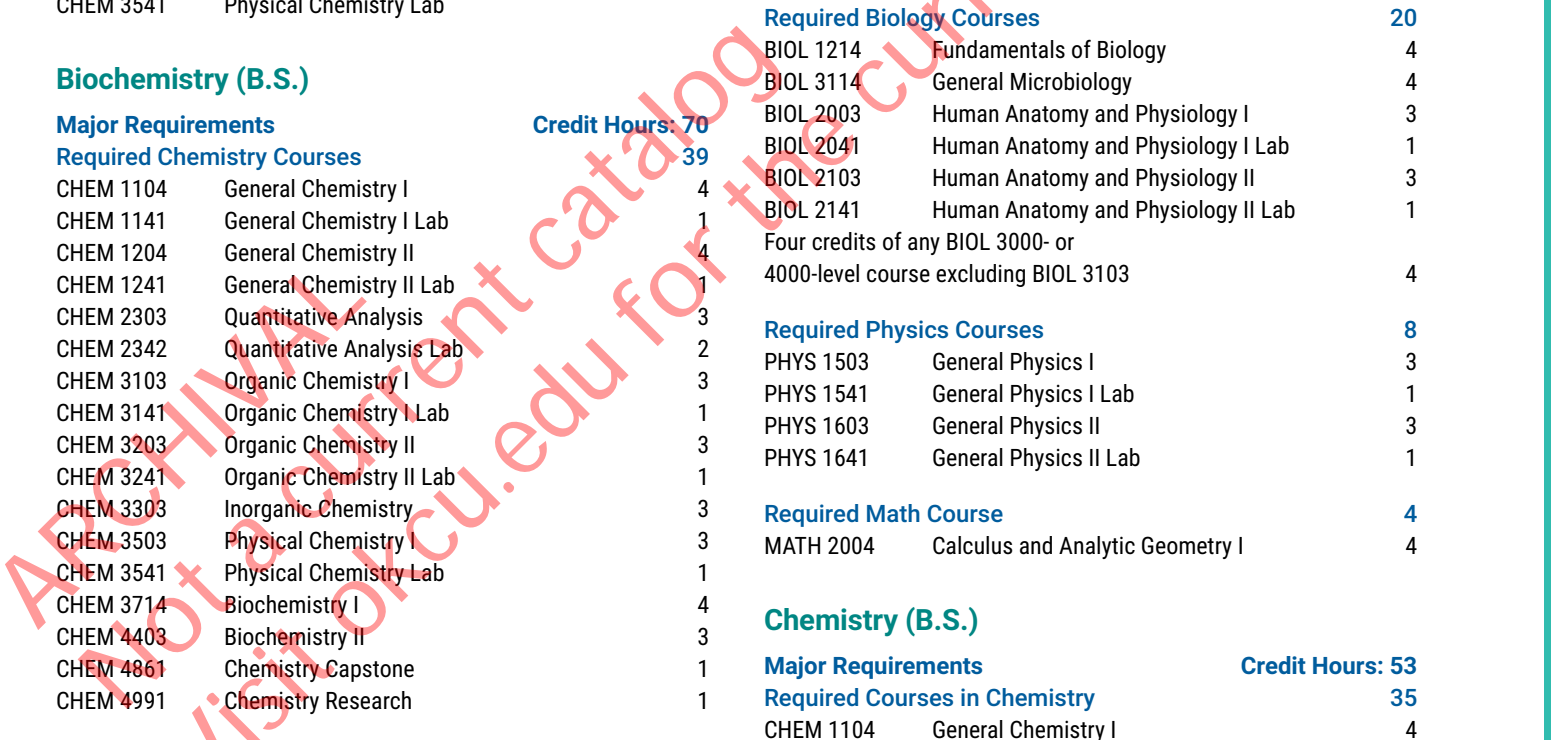 CHEM 3541 Physical Chemistry Lab
Biochemistry (B.S.)
Major Requirements Credit Hours: 70
Required Chemistry Courses 39
CHEM 1104 General Chemistry I 4
CHEM 1141 General Chemistry I Lab 1
CHEM 1204 General Chemistry II 4
CHEM 1241 General Chemistry II Lab 1
CHEM 2303 Quantitative Analysis 3
CHEM 2342 Quantitative Analysis Lab 2
CHEM 3103 Organic Chemistry I 3
CHEM 3141 Organic Chemistry I Lab 1
CHEM 3203 Organic Chemistry II 3
CHEM 3241 Organic Chemistry II Lab 1
CHEM 3303 Inorganic Chemistry 3
CHEM 3503 Physical Chemistry I 3
CHEM 3541 Physical Chemistry Lab 1
CHEM 3714 Biochemistry I 4
CHEM 4403 Biochemistry II 3
CHEM 4861 Chemistry Capstone 1
CHEM 4991 Chemistry Research 1
Required Biology Courses 20
BIOL 1214 Fundamentals of Biology 4
BIOL 3114 General Microbiology 4
BIOL 2003 Human Anatomy and Physiology I 3
BIOL 2041 Human Anatomy and Physiology I Lab 1
BIOL 2103 Human Anatomy and Physiology II 3
BIOL 2141 Human Anatomy and Physiology II Lab 1
Four credits of any BIOL 3000- or
4000-level course excluding BIOL 3103 4
Required Physics Courses 8
PHYS 1503 General Physics I 3
PHYS 1541 General Physics I Lab 1
PHYS 1603 General Physics II 3
PHYS 1641 General Physics II Lab 1
Required Math Course 4
MATH 2004 Calculus and Analytic Geometry I 4
Chemistry (B.S.)
Major Requirements Credit Hours: 53
Required Courses in Chemistry 35
CHEM 1104 General Chemistry I 4
ARCHIVAL
Not a current catalog
Visit okcu.edu for the